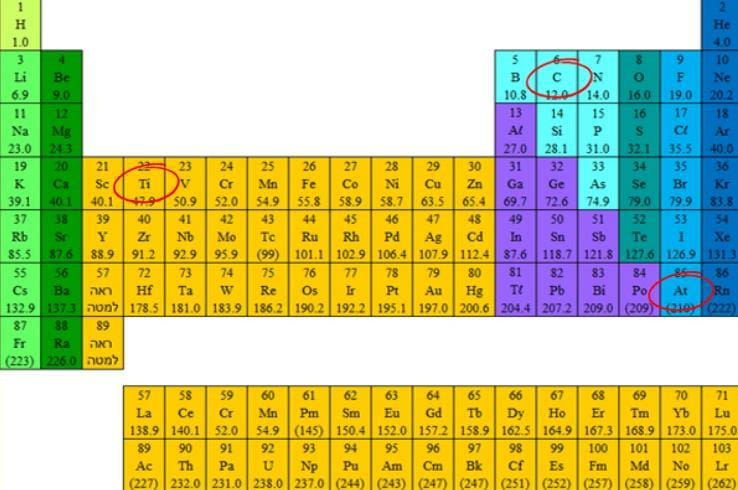 1 2
H He
1.0 4.0
3 4 5 6 7 8 9 10
Li Be B C N O F Ne
6.9 9.0 10.8 12.0 14.0 16.0 19.0 20.2
11 12 13 14 15 16 17 18
Na Mg Aℓ Si P S Cℓ Ar
23.0 24.3 27.0 28.1 31.0 32.1 35.5 40.0
19 20 21 22 23 24 25 26 27 28 29 30 31 32 33 34 35 36
K Ca Sc Ti V Cr Mn Fe Co Ni Cu Zn Ga Ge As Se Br Kr
39.1 40.1 40.1 47.9 50.9 52.0 54.9 55.8 58.9 58.7 63.5 65.4 69.7 72.6 74.9 79.0 79.9 83.8
37 38 39 40 41 42 43 44 45 46 47 48 49 50 51 52 53 54
Rb Sr Y Zr Nb Mo Tc Ru Rh Pd Ag Cd In Sn Sb Te I Xe
85.5 87.6 88.9 91.2 92.9 95.9 (99) 101.1 102.9 106.4 107.9 112.4 87.6 118.7 121.8 127.6 126.9 131.3
55 56 57 72 73 74 75 76 77 78 79 80 81 82 83 84 85 86
Cs Ba ראה Hf Ta W Re Os Ir Pt Au Hg Tℓ Pb Bi Po At Rn
132.9 137.3 למטה 178.5 181.0 183.9 186.2 190.2 192.2 195.1 197.0 200.6 204.4 207.2 209.0 (209) (210) (222)
87 88 89
Fr Ra ראה
(223) 226.0 למטה
57 58 59 60 61 62 63 64 65 66 67 68 69 70 71
La Ce Cr Mn Pm Sm Eu Gd Tb Dy Ho Er Tm Yb Lu
138.9 140.1 52.0 54.9 (145) 150.4 152.0 157.2 158.9 162.5 164.9 167.3 168.9 173.0 175.0
89 90 91 92 93 94 95 96 97 98 99 100 101 102 103
Ac Th Pa U Np Pu Am Cm Bk Cf Es Fm Md No Lr
(227) 232.0 231.0 238.0 237.0 (244) (243) (247) (247) (251) (252) (257) (258) (259) (262)